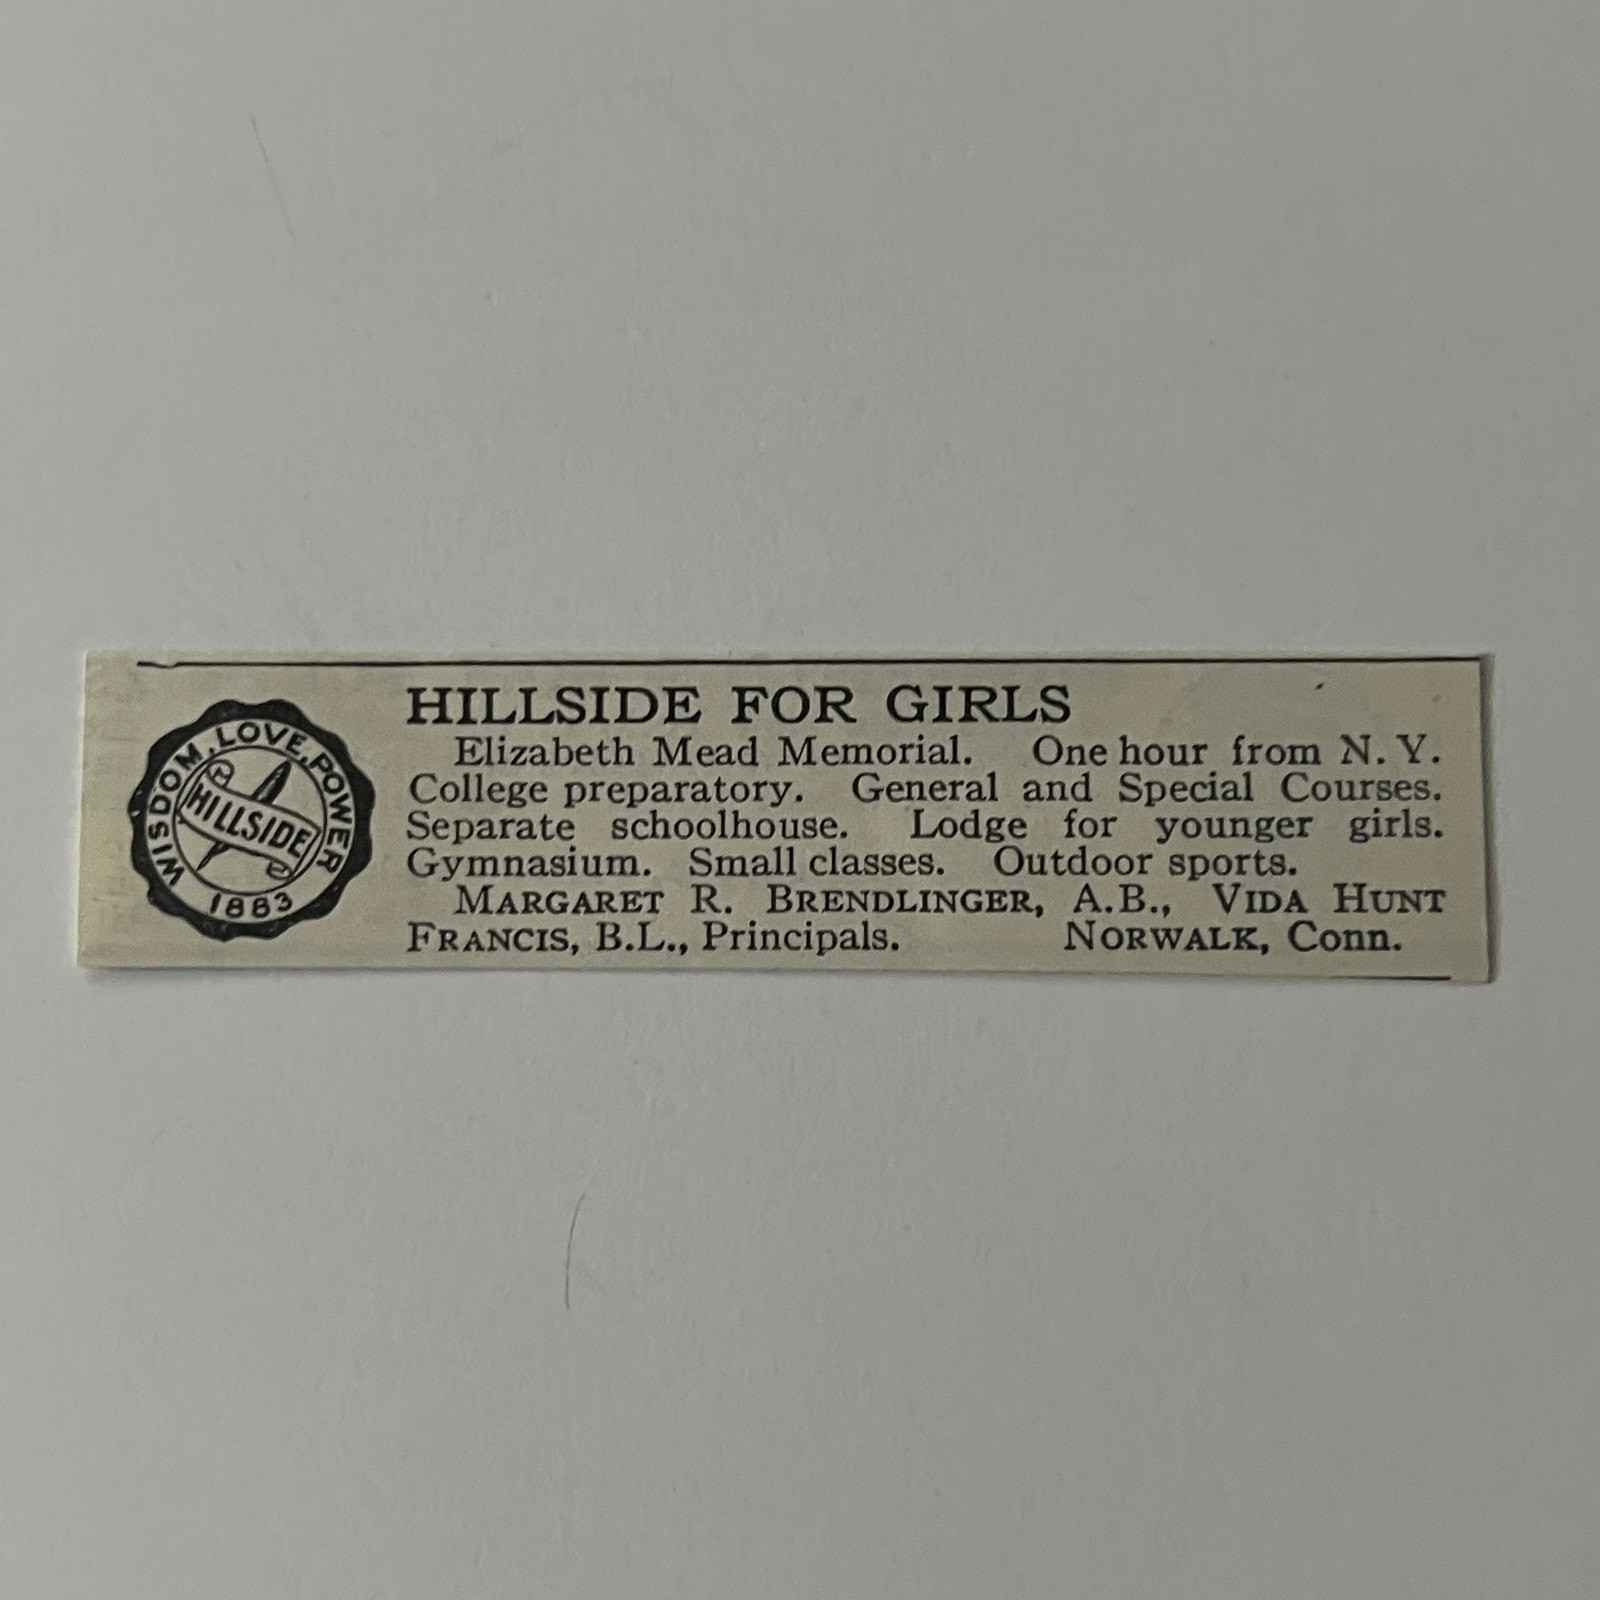 WISDOM, LOVE, POWER
HILLSIDE
1883
HILLSIDE FOR GIRLS
Elizabeth Mead Memorial. One hour from N. Y.
College preparatory. General and Special Courses.
Separate schoolhouse. Lodge for younger girls.
Gymnasium. Small classes. Outdoor sports.
MARGARET R. BRENDLINGER, A.B., VIDA HUNT
FRANCIS, B.L., Principals. NORWALK, Conn.